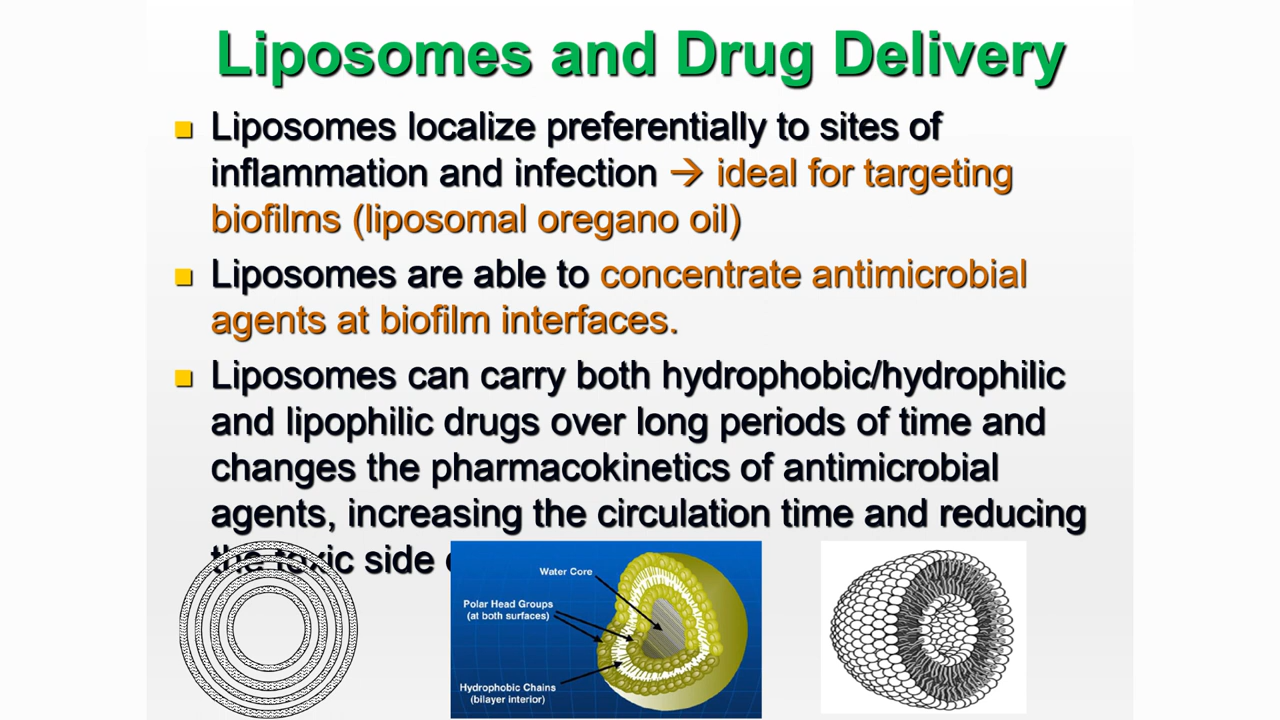 Liposomes and Drug Delivery
Liposomes localize preferentially to sites of
inflammation and infection → ideal for targeting
biofilms (liposomal oregano oil)
Liposomes are able to concentrate antimicrobial
agents at biofilm interfaces.
Liposomes can carry both hydrophobic/hydrophilic
and lipophilic drugs over long periods of time and
changes the pharmacokinetics of antimicrobial
agents, increasing the circulation time and reducing
the toxic side
Water Core
Polar Head Groups
(at both surfaces)
Hydrophobic Chains
(bilayer interior)